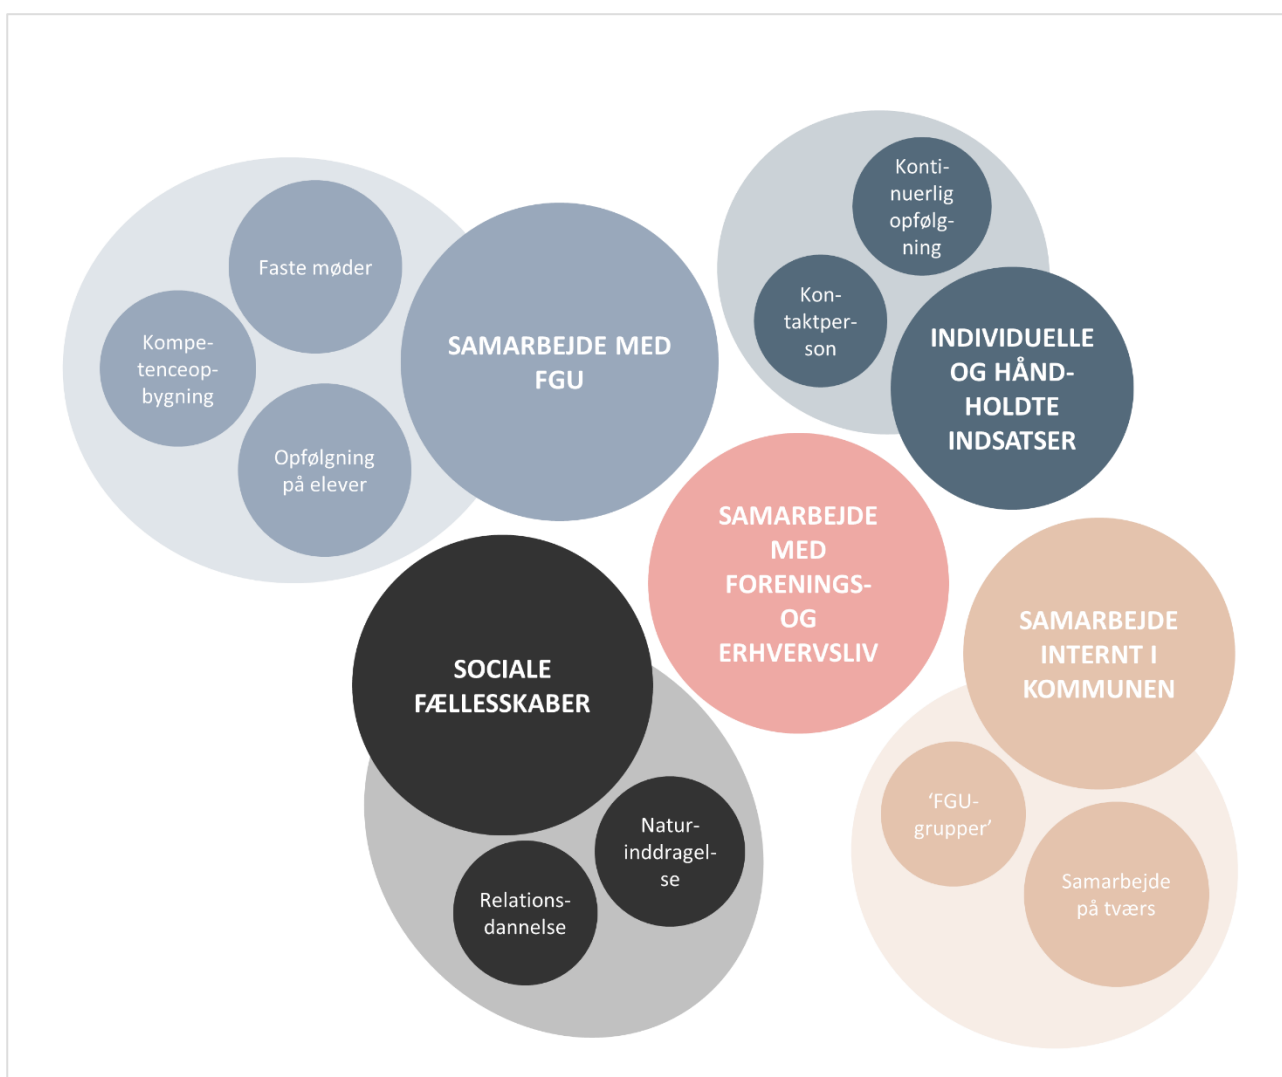 Faste møder
Kompe-
tenceop-
bygning
Opfølgning
på elever
SAMARBEJDE MED
FGU
Konti-
nuerlig
opfølg-
ning
Kon-
taktper-
son
INDIVIDUELLE
OG HÅND-
HOLDTE
INDSATSER
SAMARBEJDE
MED
FORENINGS-
OG
ERHVERVSLIV
SOCIALE
FÆLLESSKABER
Natur-
inddragel-
se
Relations-
dannelse
SAMARBEJDE
INTERNT I
KOMMUNEN
‘FGU-
grupper’
Samarbejde
på tværs